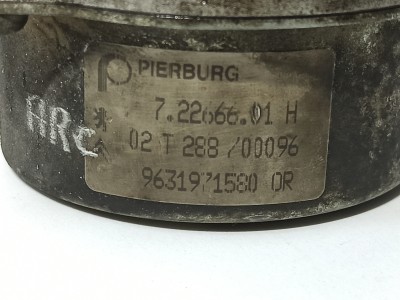 PIERBURG
7.22666.01 H
02 T 288 /00096
9631971580 OR
ARC